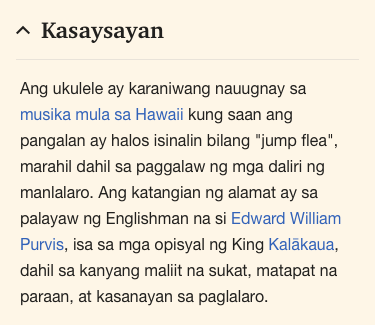 Kasaysayan
Ang ukulele ay karaniwang nauugnay sa
musika mula sa Hawaii kung saan ang
pangalan ay halos isinalin bilang "jump flea",
marahil dahil sa paggalaw ng mga daliri ng
manlalaro. Ang katangian ng alamat ay sa
palayaw ng Englishman na si Edward William
Purvis, isa sa mga opisyal ng King Kalākaua,
dahil sa kanyang maliit na sukat, matapat na
paraan, at kasanayan sa paglalaro.